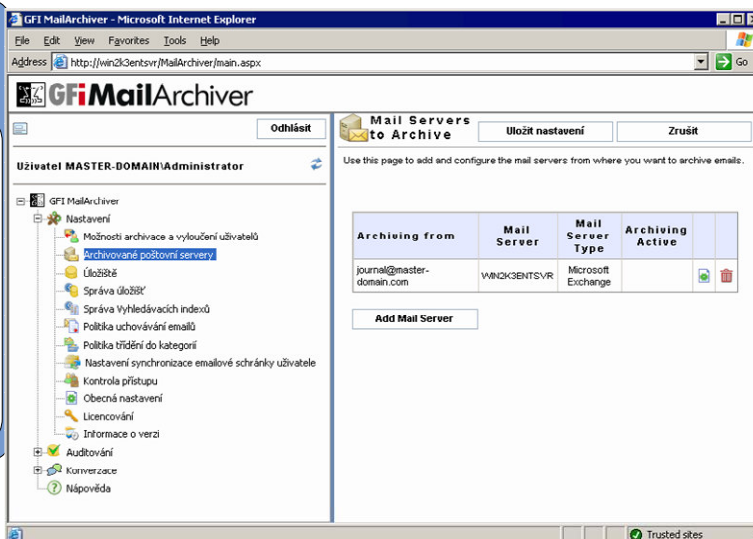 GFI MailArchiver - Microsoft Internet Explorer
File Edit View Favorites Tools Help
Address http://win2k3entsvr/MailArchiver/main.aspx Go
GFiMailArchiver
Odhlásit
Uživatel MASTER-DOMAIN\Administrator
GFI MailArchiver
Nastavení
Možnosti archivace a vyloučení uživatelů
Archivované poštovní servery
Úložiště
Správa úložišť
Správa Vyhledávacích indexů
Politika uchovávání emailů
Politika třídění do kategorií
Nastavení synchronizace emailové schránky uživatele
Kontrola přístupu
Obecná nastavení
Licencování
Informace o verzi
Auditování
Konverzace
Nápověda
Mail Servers
to Archive
Uložit nastavení Zrušit
Use this page to add and configure the mail servers from where you want to archive emails.
Archiving from Mail Server Mail Server Type Archiving Active
journal@master-domain.com WIN2K3ENTSVR Microsoft Exchange
Add Mail Server
Trusted sites